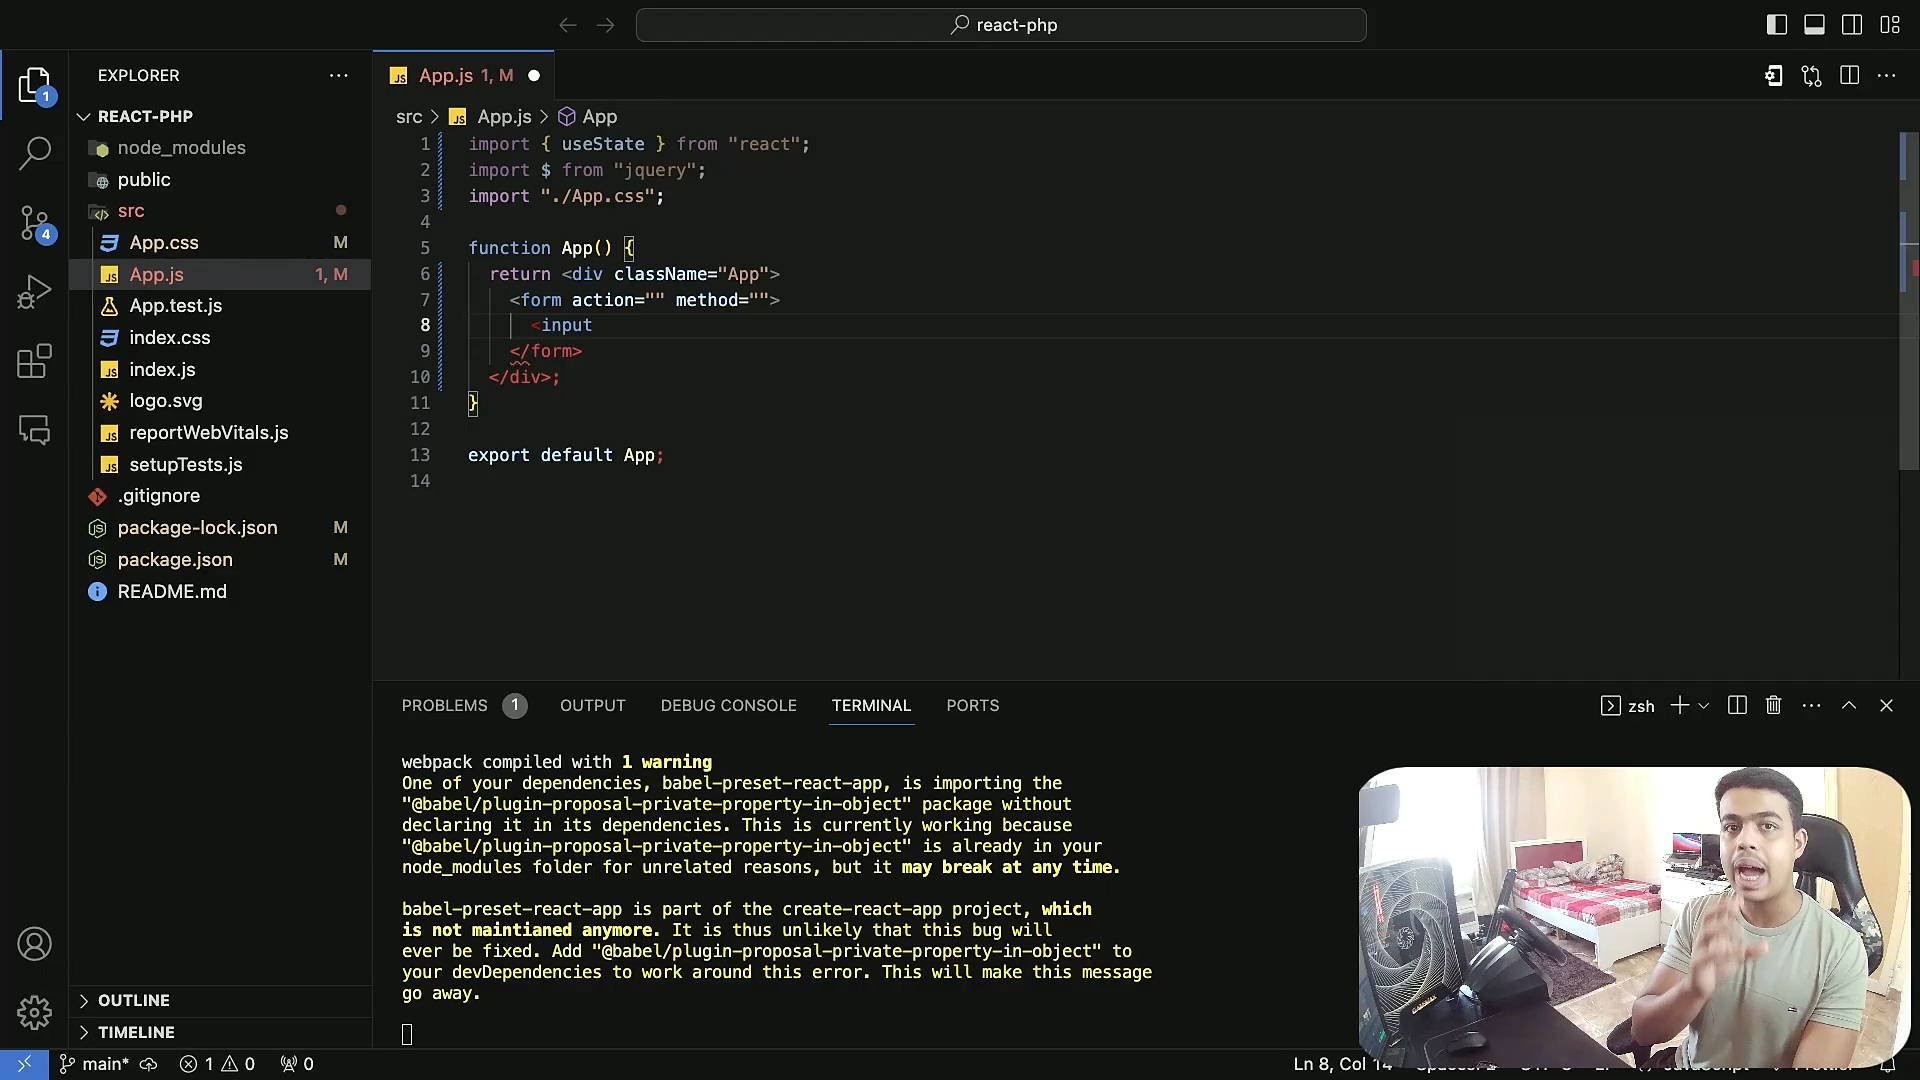 react-php
EXPLORER
REACT-PHP
node_modules
public
src
App.css M
App.js 1, M
App.test.js
index.css
index.js
logo.svg
reportWebVitals.js
setupTests.js
.gitignore
package-lock.json M
package.json M
README.md
OUTLINE
TIMELINE
App.js 1, M
src > App.js > App
1 import { useState } from "react";
2 import $ from "jquery";
3 import "./App.css";
4
5 function App() {
6 return <div className="App">
7 <form action="" method="">
8 <input
9 </form>
10 </div>;
11 }
12
13 export default App;
14
PROBLEMS 1 OUTPUT DEBUG CONSOLE TERMINAL PORTS
zsh
webpack compiled with 1 warning
One of your dependencies, babel-preset-react-app, is importing the
"@babel/plugin-proposal-private-property-in-object" package without
declaring it in its dependencies. This is currently working because
"@babel/plugin-proposal-private-property-in-object" is already in your
node_modules folder for unrelated reasons, but it may break at any time.
babel-preset-react-app is part of the create-react-app project, which
is not maintianed anymore. It is thus unlikely that this bug will
ever be fixed. Add "@babel/plugin-proposal-private-property-in-object" to
your devDependencies to work around this error. This will make this message
go away.
1
4
main* 1 0 0
Ln 8, Col 14